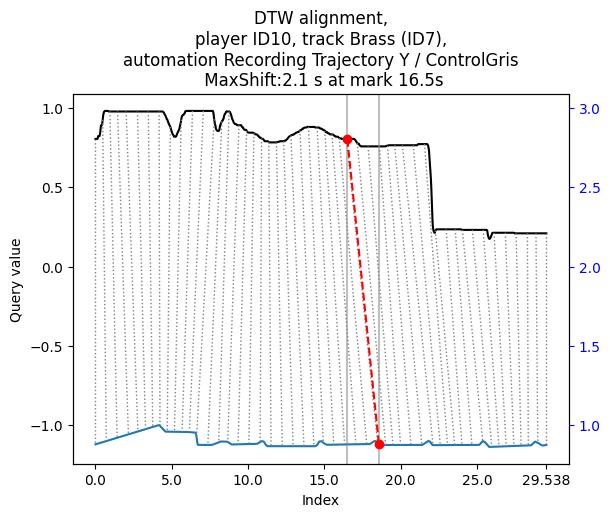 DTW alignment,
player ID10, track Brass (ID7),
automation Recording Trajectory Y / ControlGris
MaxShift:2.1 s at mark 16.5s
1.0
0.5
0.0
−0.5
−1.0
Query value
3.0
2.5
2.0
1.5
1.0
0.0 5.0 10.0 15.0 20.0 25.0 29.538
Index